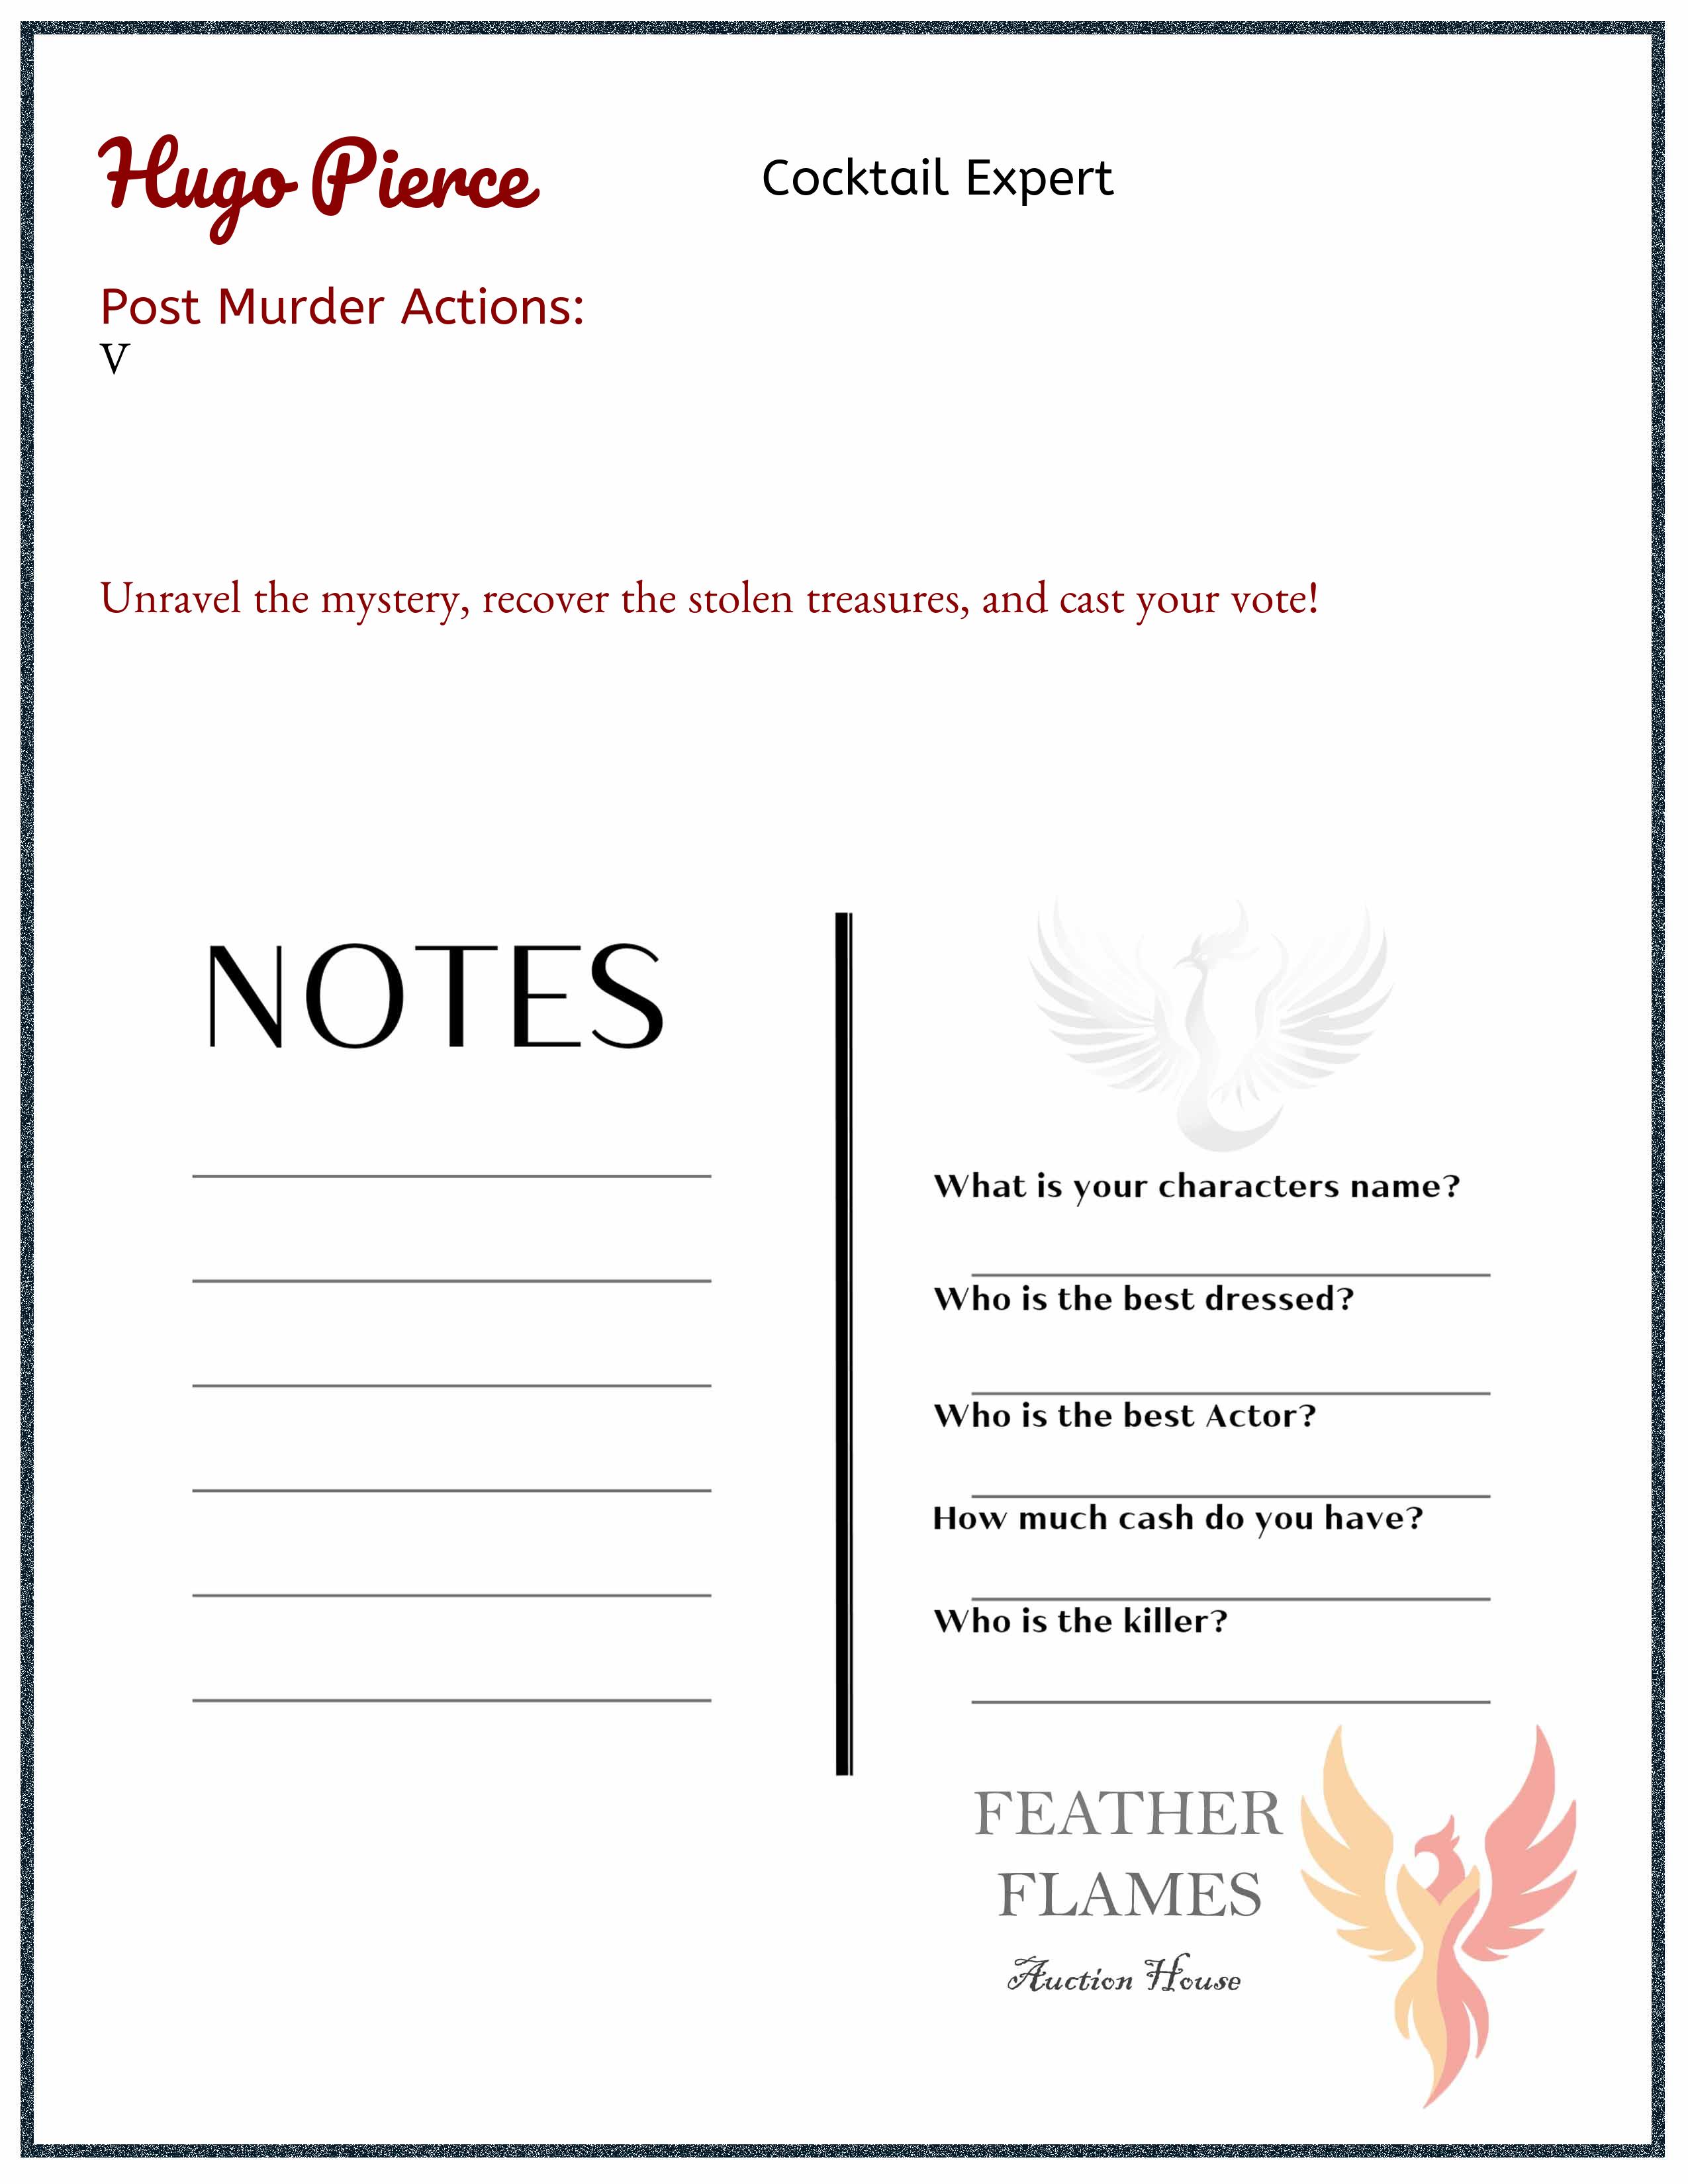 Hugo Pierce
Cocktail Expert
Post Murder Actions:
V
Unravel the mystery, recover the stolen treasures, and cast your vote!
NOTES
What is your characters name?
Who is the best dressed?
Who is the best Actor?
How much cash do you have?
Who is the killer?
FEATHER
FLAMES
Auction House